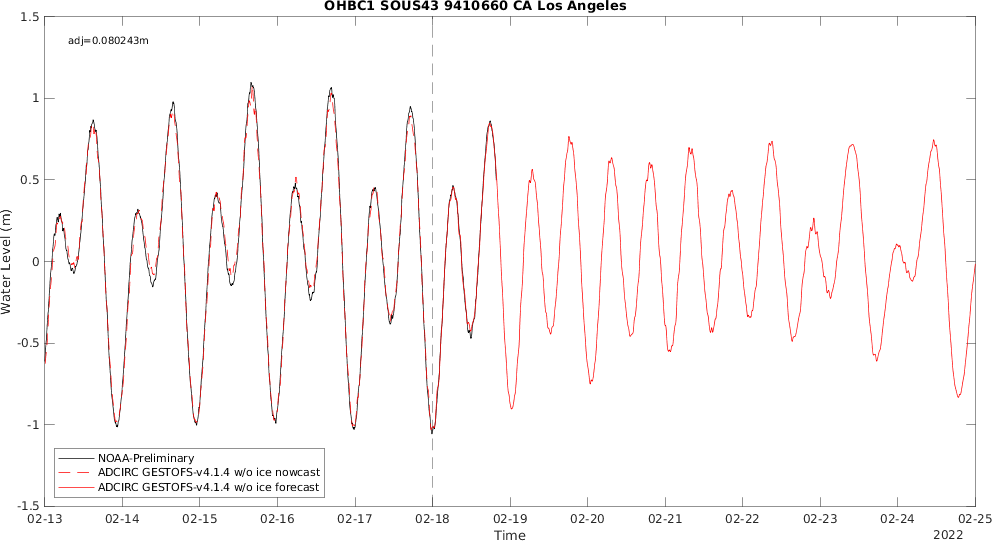 OHBC1 SOUS43 9410660 CA Los Angeles
adj=0.080243m
1.5
1
0.5
0
-0.5
-1
-1.5
Water Level (m)
NOAA-Preliminary
ADCIRC GESTOFS-v4.1.4 w/o ice nowcast
ADCIRC GESTOFS-v4.1.4 w/o ice forecast
02-13 02-14 02-15 02-16 02-17 02-18 02-19 02-20 02-21 02-22 02-23 02-24 02-25
Time
2022